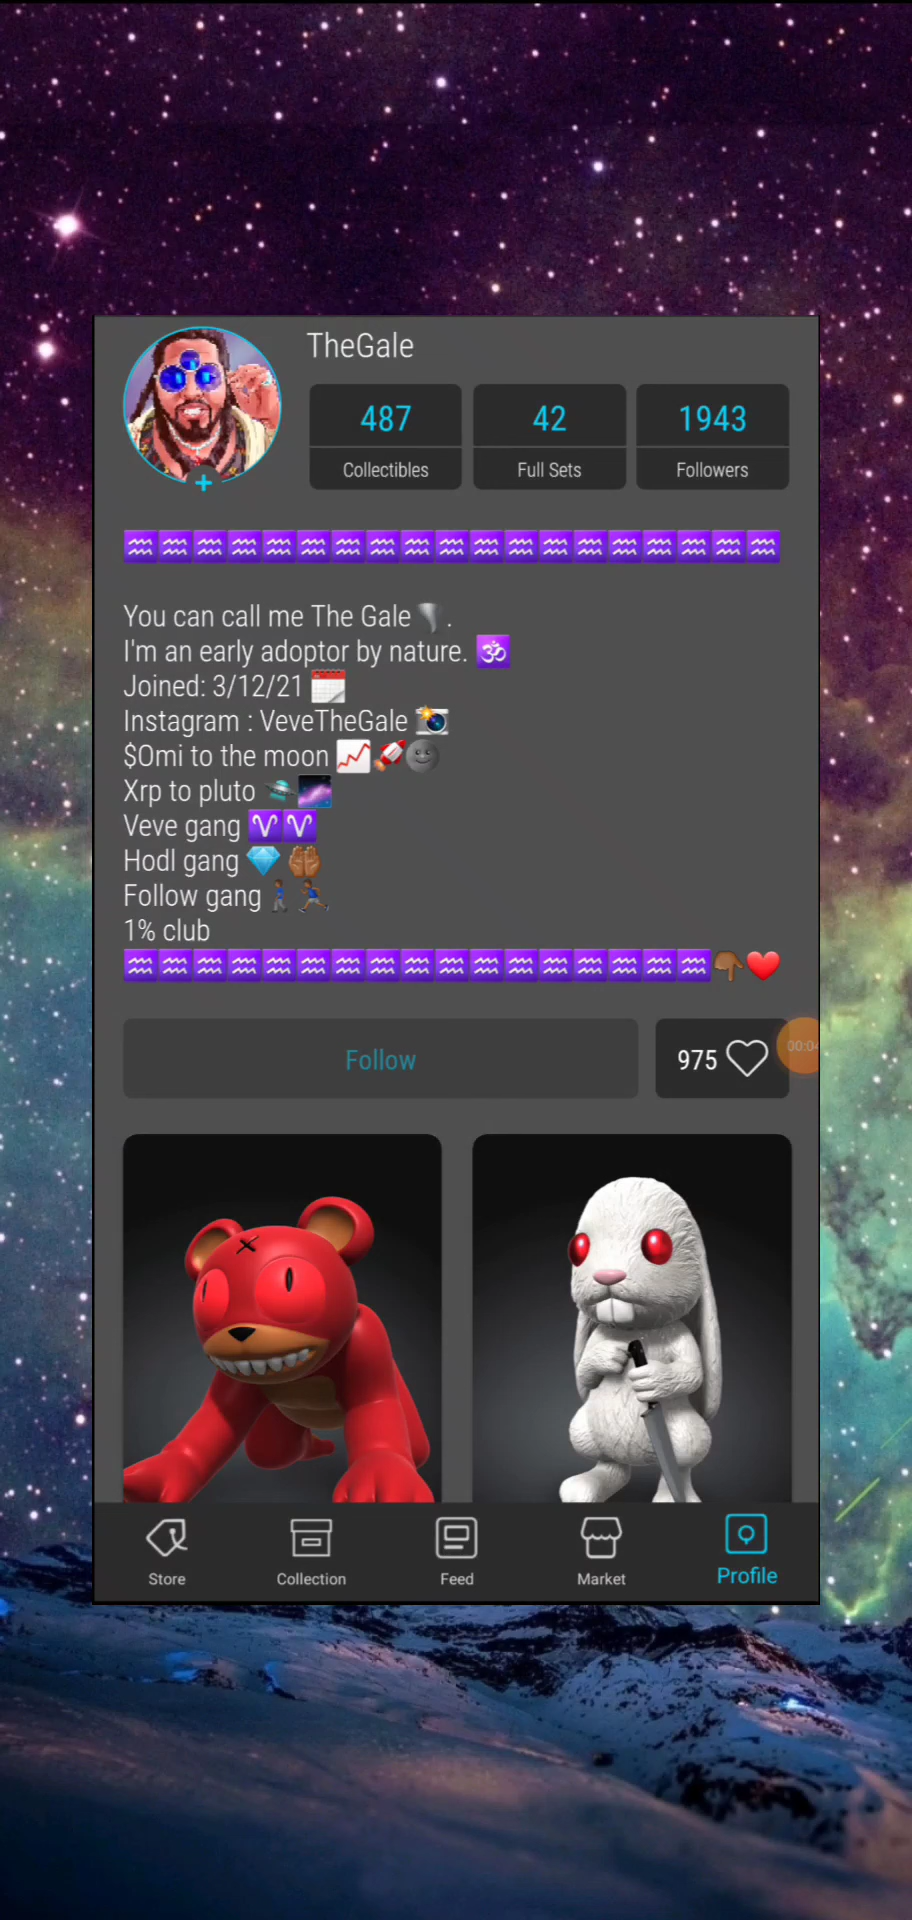 TheGale
487 42 1943
Collectibles Full Sets Followers
♒♒♒♒♒♒♒♒♒♒♒♒♒♒♒♒♒♒♒
You can call me The Gale 🌪.
I'm an early adoptor by nature. 🕉
Joined: 3/12/21 📅
Instagram : VeveTheGale 📸
$Omi to the moon 📈🚀🌚
Xrp to pluto 🛸🌌
Veve gang ♈♈
Hodl gang 💎🤲🏾
Follow gang 🚶🏾🏃🏾
1% club
♒♒♒♒♒♒♒♒♒♒♒♒♒♒♒♒♒👇🏾❤️
Follow 975
Store Collection Feed Market Profile